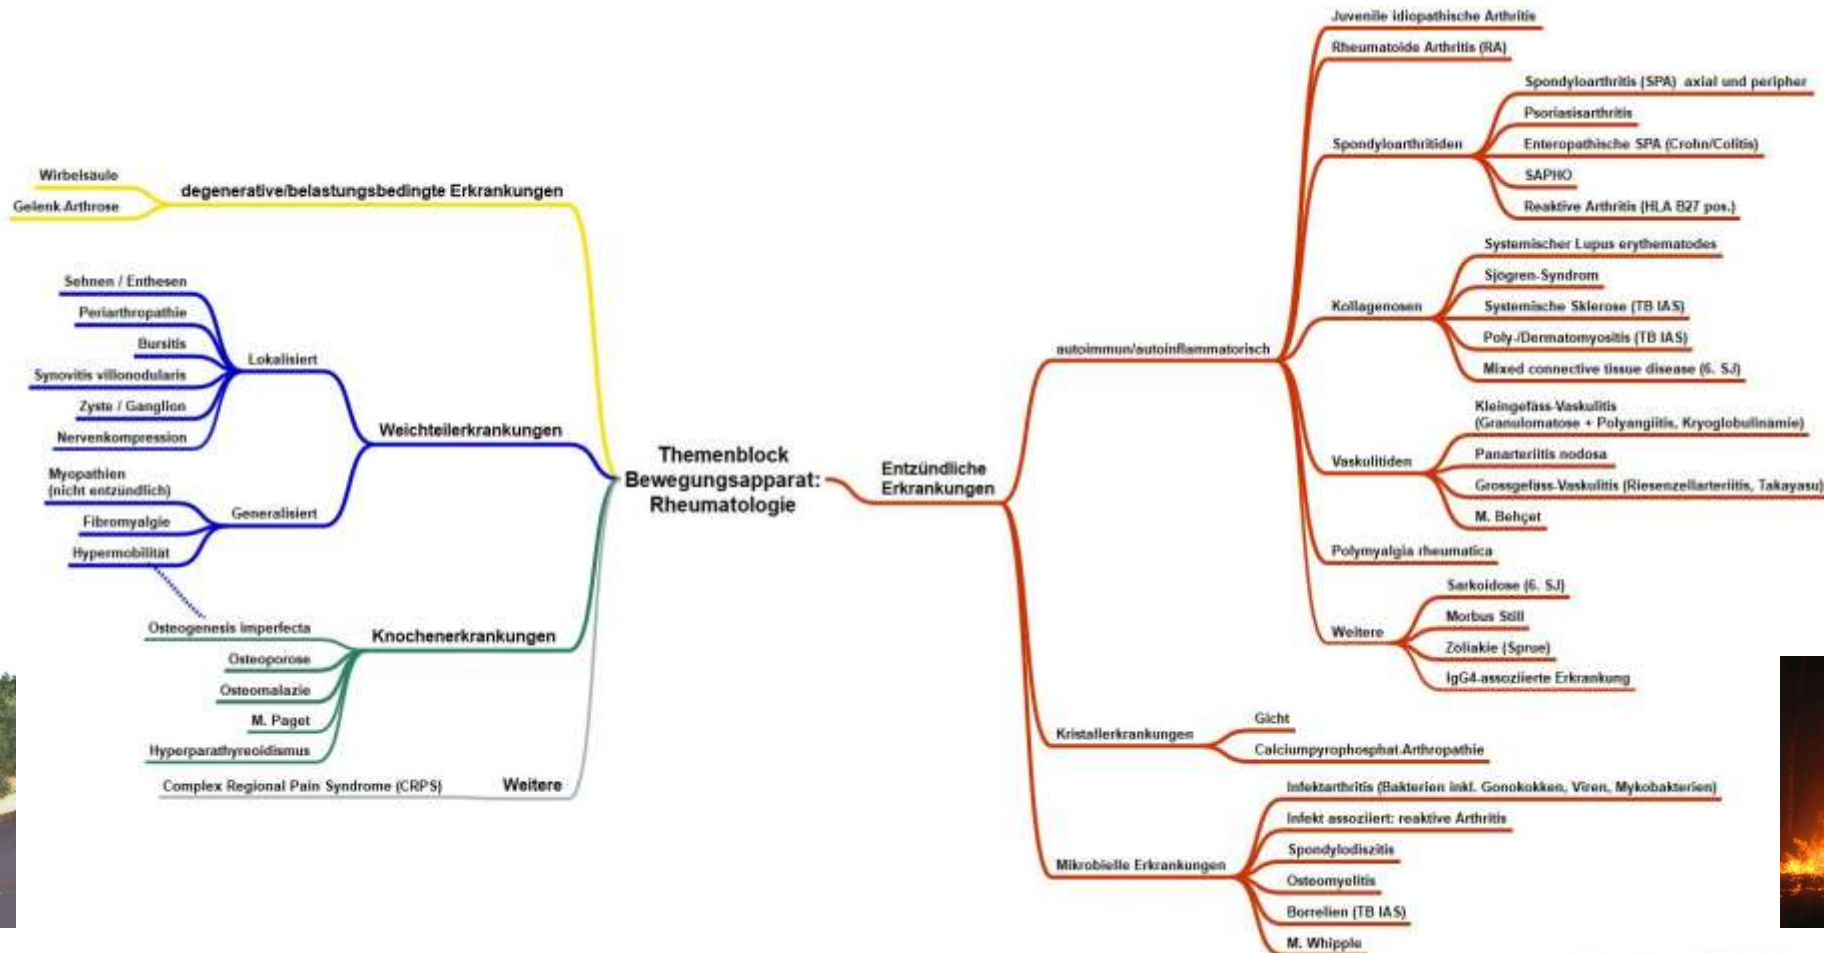 Themenblock
Bewegungsapparat:
Rheumatologie
degenerative/belastungsbedingte Erkrankungen
Wirbelsäule
Gelenk-Arthrose
Weichteilerkrankungen
Lokalisiert
Sehnen / Enthesen
Periarthropathie
Bursitis
Synovitis villonodularis
Zyste / Ganglion
Nervenkompression
Generalisiert
Myopathien
(nicht entzündlich)
Fibromyalgie
Hypermobilität
Knochenerkrankungen
Osteogenesis imperfecta
Osteoporose
Osteomalazie
M. Paget
Hyperparathyreoidismus
Weitere
Complex Regional Pain Syndrome (CRPS)
Entzündliche
Erkrankungen
autoimmun/autoinflammatorisch
Juvenile idiopathische Arthritis
Rheumatoide Arthritis (RA)
Spondyloarthritiden
Spondyloarthritis (SPA) axial und peripher
Psoriasisarthritis
Enteropathische SPA (Crohn/Colitis)
SAPHO
Reaktive Arthritis (HLA B27 pos.)
Kollagenosen
Systemischer Lupus erythematodes
Sjögren-Syndrom
Systemische Sklerose (TB IAS)
Poly-/Dermatomyositis (TB IAS)
Mixed connective tissue disease (6. SJ)
Vaskulitiden
Kleingefäss-Vaskulitis
(Granulomatose + Polyangiitis, Kryoglobulinämie)
Panarteriitis nodosa
Grossgefäss-Vaskulitis (Riesenzellarteriitis, Takayasu)
M. Behçet
Polymyalgia rheumatica
Weitere
Sarkoidose (6. SJ)
Morbus Still
Zöliakie (Sprue)
IgG4-assoziierte Erkrankung
Kristallerkrankungen
Gicht
Calciumpyrophosphat-Arthropathie
Mikrobielle Erkrankungen
Infektarthritis (Bakterien inkl. Gonokokken, Viren, Mykobakterien)
Infekt assoziiert: reaktive Arthritis
Spondylodiszitis
Osteomyelitis
Borrelien (TB IAS)
M. Whipple